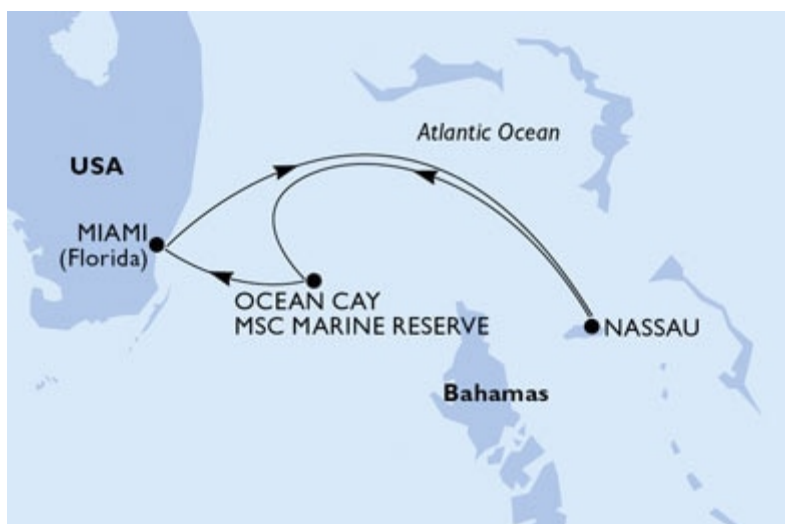 Atlantic Ocean
USA
MIAMI
(Florida)
OCEAN CAY
MSC MARINE RESERVE
NASSAU
Bahamas